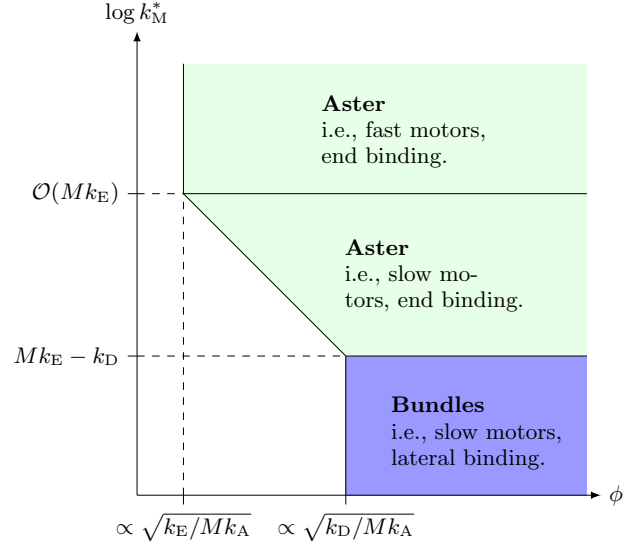 log k*_M
Aster
i.e., fast motors,
end binding.
O(Mk_E)
Aster
i.e., slow mo-
tors, end binding.
Mk_E − k_D
Bundles
i.e., slow motors,
lateral binding.
ϕ
∝ √k_E/Mk_A
∝ √k_D/Mk_A